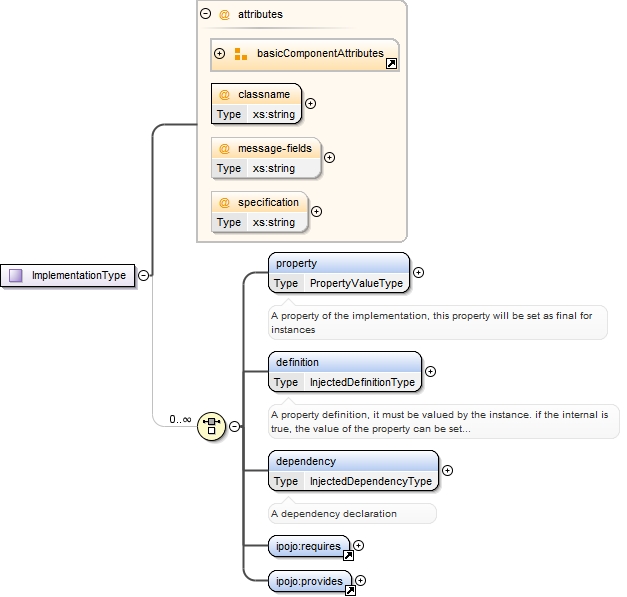 @ attributes
basicComponentAttributes
@ classname
Type xs:string
@ message-fields
Type xs:string
@ specification
Type xs:string
ImplementationType
property
Type PropertyValueType
A property of the implementation, this property will be set as final for
instances
definition
Type InjectedDefinitionType
A property definition, it must be valued by the instance. if the internal is
true, the value of the property can be set...
0..∞
dependency
Type InjectedDependencyType
A dependency declaration
ipojo:requires
ipojo:provides